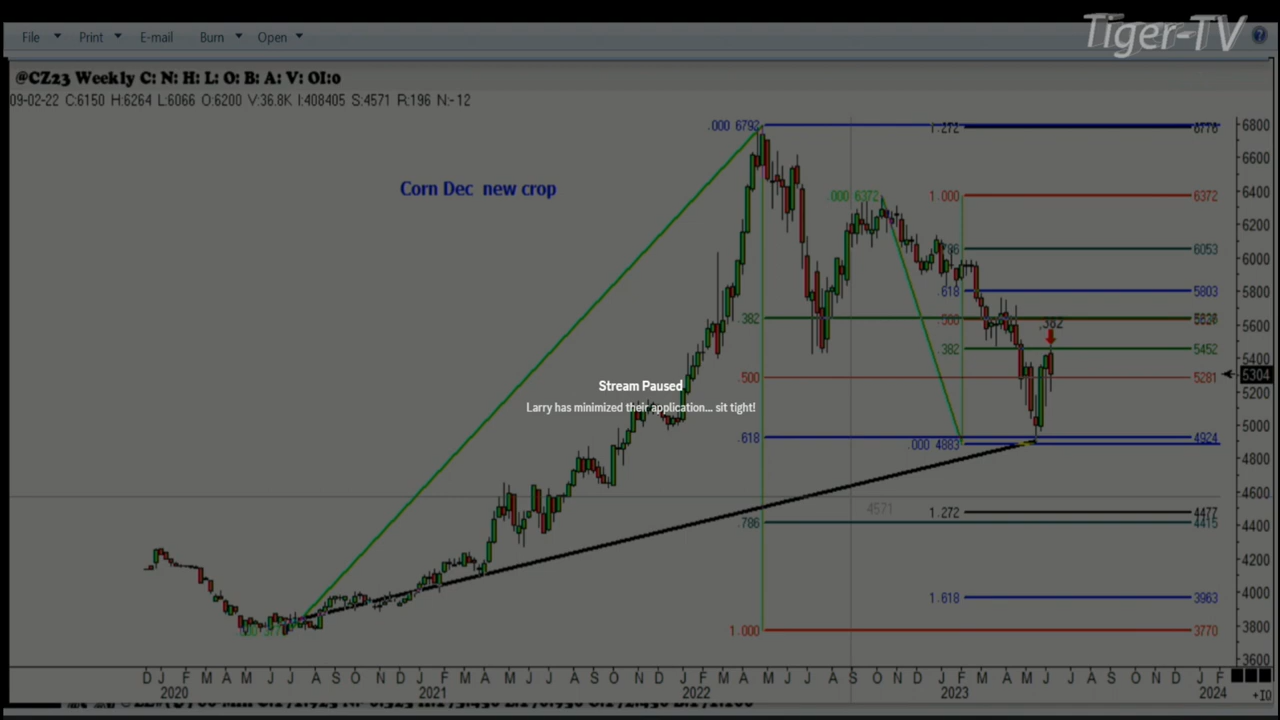 File Print E-mail Burn Open
Tiger-TV
@CZ23 Weekly C: N: H: L: O: B: A: V: OI:0
09-02-22 C:6150 H:6264 L:6066 O:6200 V:36.8K I:408405 S:4571 R:196 N:-12
.000 6792 1.272 6776 6800
6600
Corn Dec new crop
.000 6372 1.000 6372 6400
6200
6053
6000
.618 5803 5800
.382 5600
.382
.382 5452 5400
.500 5281 5304
Stream Paused
5200
Larry has minimized their application... sit tight!
5000
.618 .000 4883 4924
4800
4600
4571 1.272 4477
.786 4415 4400
4200
4000
1.618 3963
1.000 3770 3800
3600
D J F M A M J J A S O N D J F M A M J J A S O N D J F M A M J J A S O N D J F M A M J J A S O N D J F
2020 2021 2022 2023 2024
+10